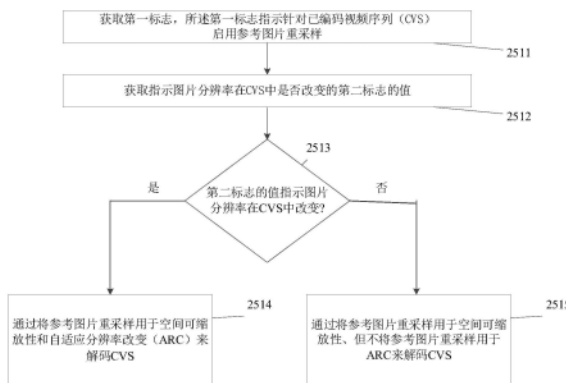 获取第一标志，所述第一标志指示针对已编码视频序列（CVS）
启用参考图片重采样
2511
获取指示图片分辨率在CVS中是否改变的第二标志的值
2512
2513
第二标志的值指示图片
分辨率在CVS中改变?
是
否
2514
通过将参考图片重采样用于空间可缩
放性和自适应分辨率改变（ARC）来
解码CVS
2515
通过将参考图片重采样用于空间可缩
放性、但不将参考图片重采样用于
ARC来解码CVS